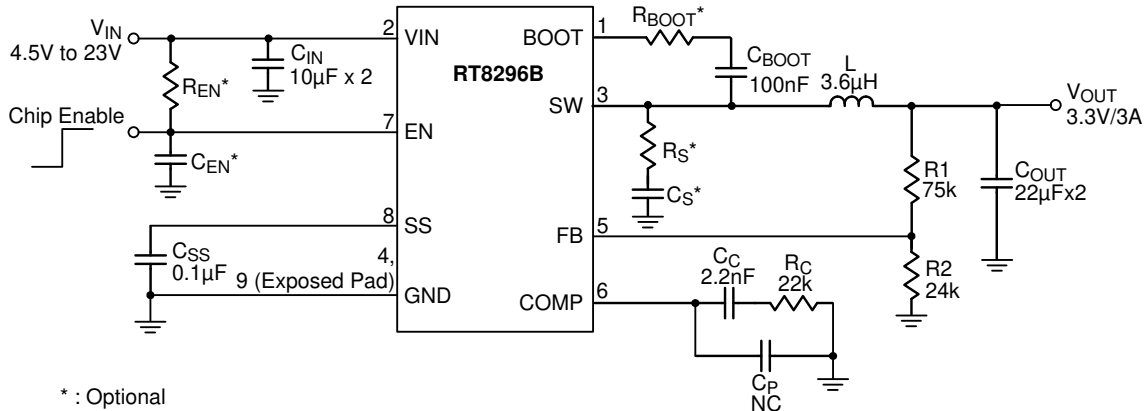 VIN
4.5V to 23V
REN*
CIN
10µF x 2
Chip Enable
CEN*
CSS
0.1µF
2
VIN
7
EN
8
SS
4,
9 (Exposed Pad)
GND
RT8296B
BOOT
1
SW
3
FB
5
COMP
6
RBOOT*
CBOOT
100nF
L
3.6µH
RS*
CS*
VOUT
3.3V/3A
R1
75k
COUT
22µFx2
R2
24k
CC
2.2nF
RC
22k
CP
NC
* : Optional